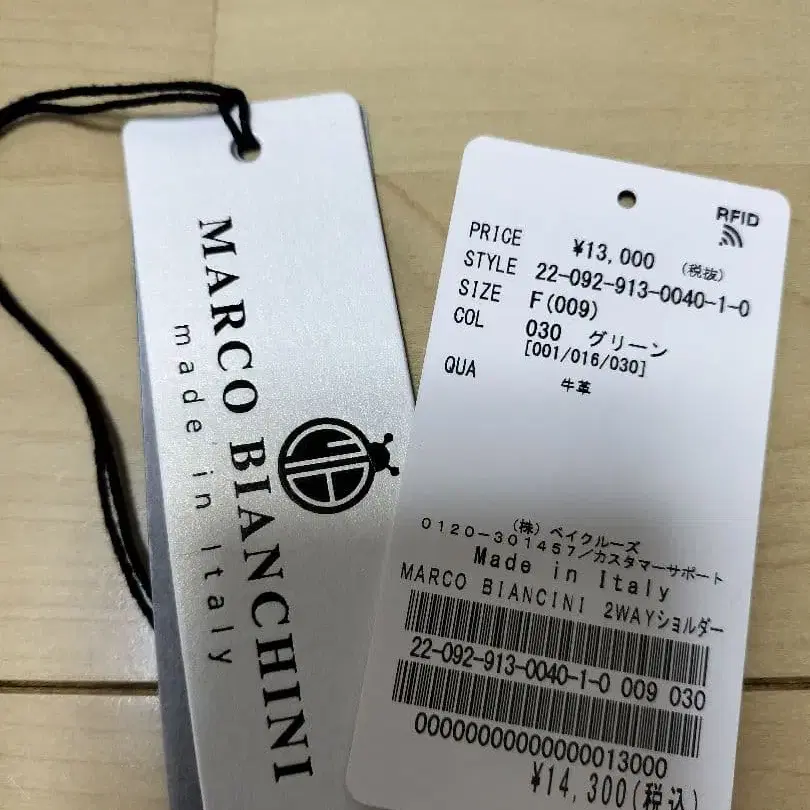 MARCO BIANCHINI
made in Italy
RFID
PRICE ¥13,000 (税抜)
STYLE 22-092-913-0040-1-0
SIZE F(009)
COL 030 グリーン
[001/016/030]
QUA 牛革
(株)ベイクルーズ
0120-301457/カスタマーサポート
Made in Italy
MARCO BIANCINI 2WAYショルダー
22-092-913-0040-1-0 009 030
00000000000000013000
¥14,300(税込)